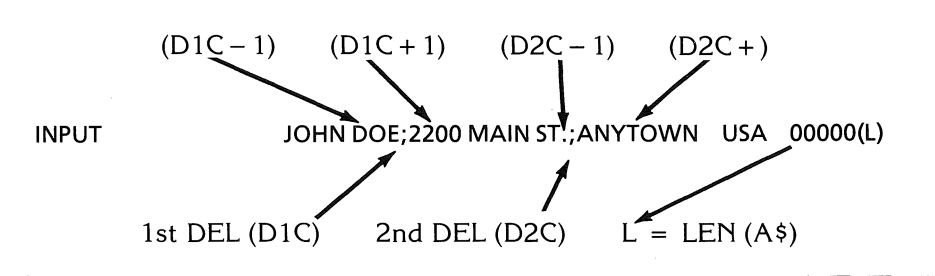 (D1C – 1) (D1C + 1) (D2C – 1) (D2C + )
INPUT JOHN DOE;2200 MAIN ST.;ANYTOWN USA 00000(L)
1st DEL (D1C) 2nd DEL (D2C) L = LEN (A$)